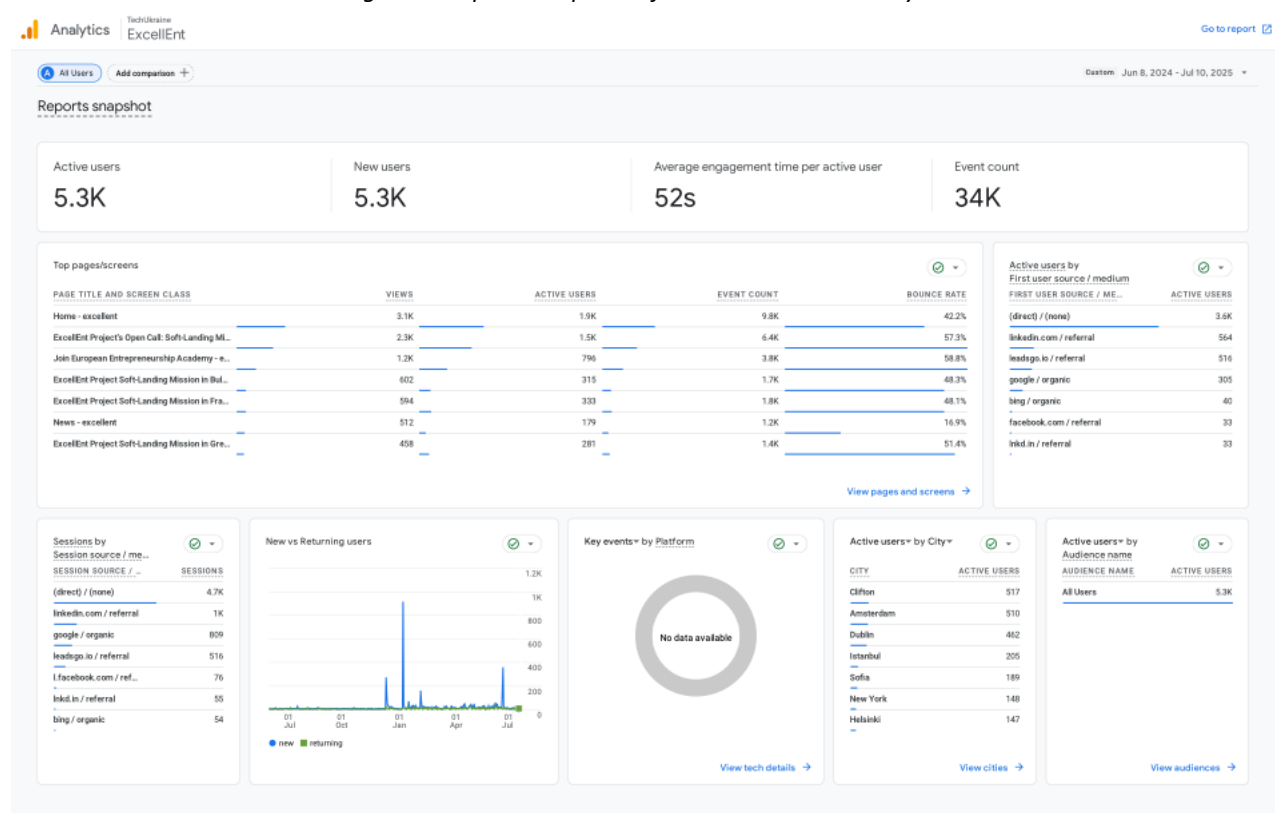 TechUkraine
Analytics
ExcellEnt
Go to report
A All Users
Add comparison +
Custom Jun 8, 2024 - Jul 10, 2025
Reports snapshot
Active users
5.3K
New users
5.3K
Average engagement time per active user
52s
Event count
34K
Top pages/screens
PAGE TITLE AND SCREEN CLASS VIEWS ACTIVE USERS EVENT COUNT BOUNCE RATE
Home - excellent 3.1K 1.9K 9.8K 42.2%
ExcellEnt Project's Open Call: Soft-Landing Mi... 2.3K 1.5K 6.4K 57.3%
Join European Entrepreneurship Academy - e... 1.2K 796 3.8K 58.8%
ExcellEnt Project Soft-Landing Mission in Bul... 602 315 1.7K 48.3%
ExcellEnt Project Soft-Landing Mission in Fra... 594 333 1.8K 48.1%
News - excellent 512 179 1.2K 16.9%
ExcellEnt Project Soft-Landing Mission in Gre... 458 281 1.4K 51.4%
View pages and screens →
Active users by
First user source / medium
FIRST USER SOURCE / ME... ACTIVE USERS
(direct) / (none) 3.6K
linkedin.com / referral 564
leadsgo.io / referral 516
google / organic 305
bing / organic 40
facebook.com / referral 33
lnkd.in / referral 33
Sessions by
Session source / me...
SESSION SOURCE / ... SESSIONS
(direct) / (none) 4.7K
linkedin.com / referral 1K
google / organic 809
leadsgo.io / referral 516
l.facebook.com / ref... 76
lnkd.in / referral 55
bing / organic 54
New vs Returning users
1.2K
1K
800
600
400
200
0
01 01 01 01 01
Jul Oct Jan Apr Jul
new returning
Key events by Platform
No data available
View tech details →
Active users by City
CITY ACTIVE USERS
Clifton 517
Amsterdam 510
Dublin 462
Istanbul 205
Sofia 189
New York 148
Helsinki 147
View cities →
Active users by
Audience name
AUDIENCE NAME ACTIVE USERS
All Users 5.3K
View audiences →